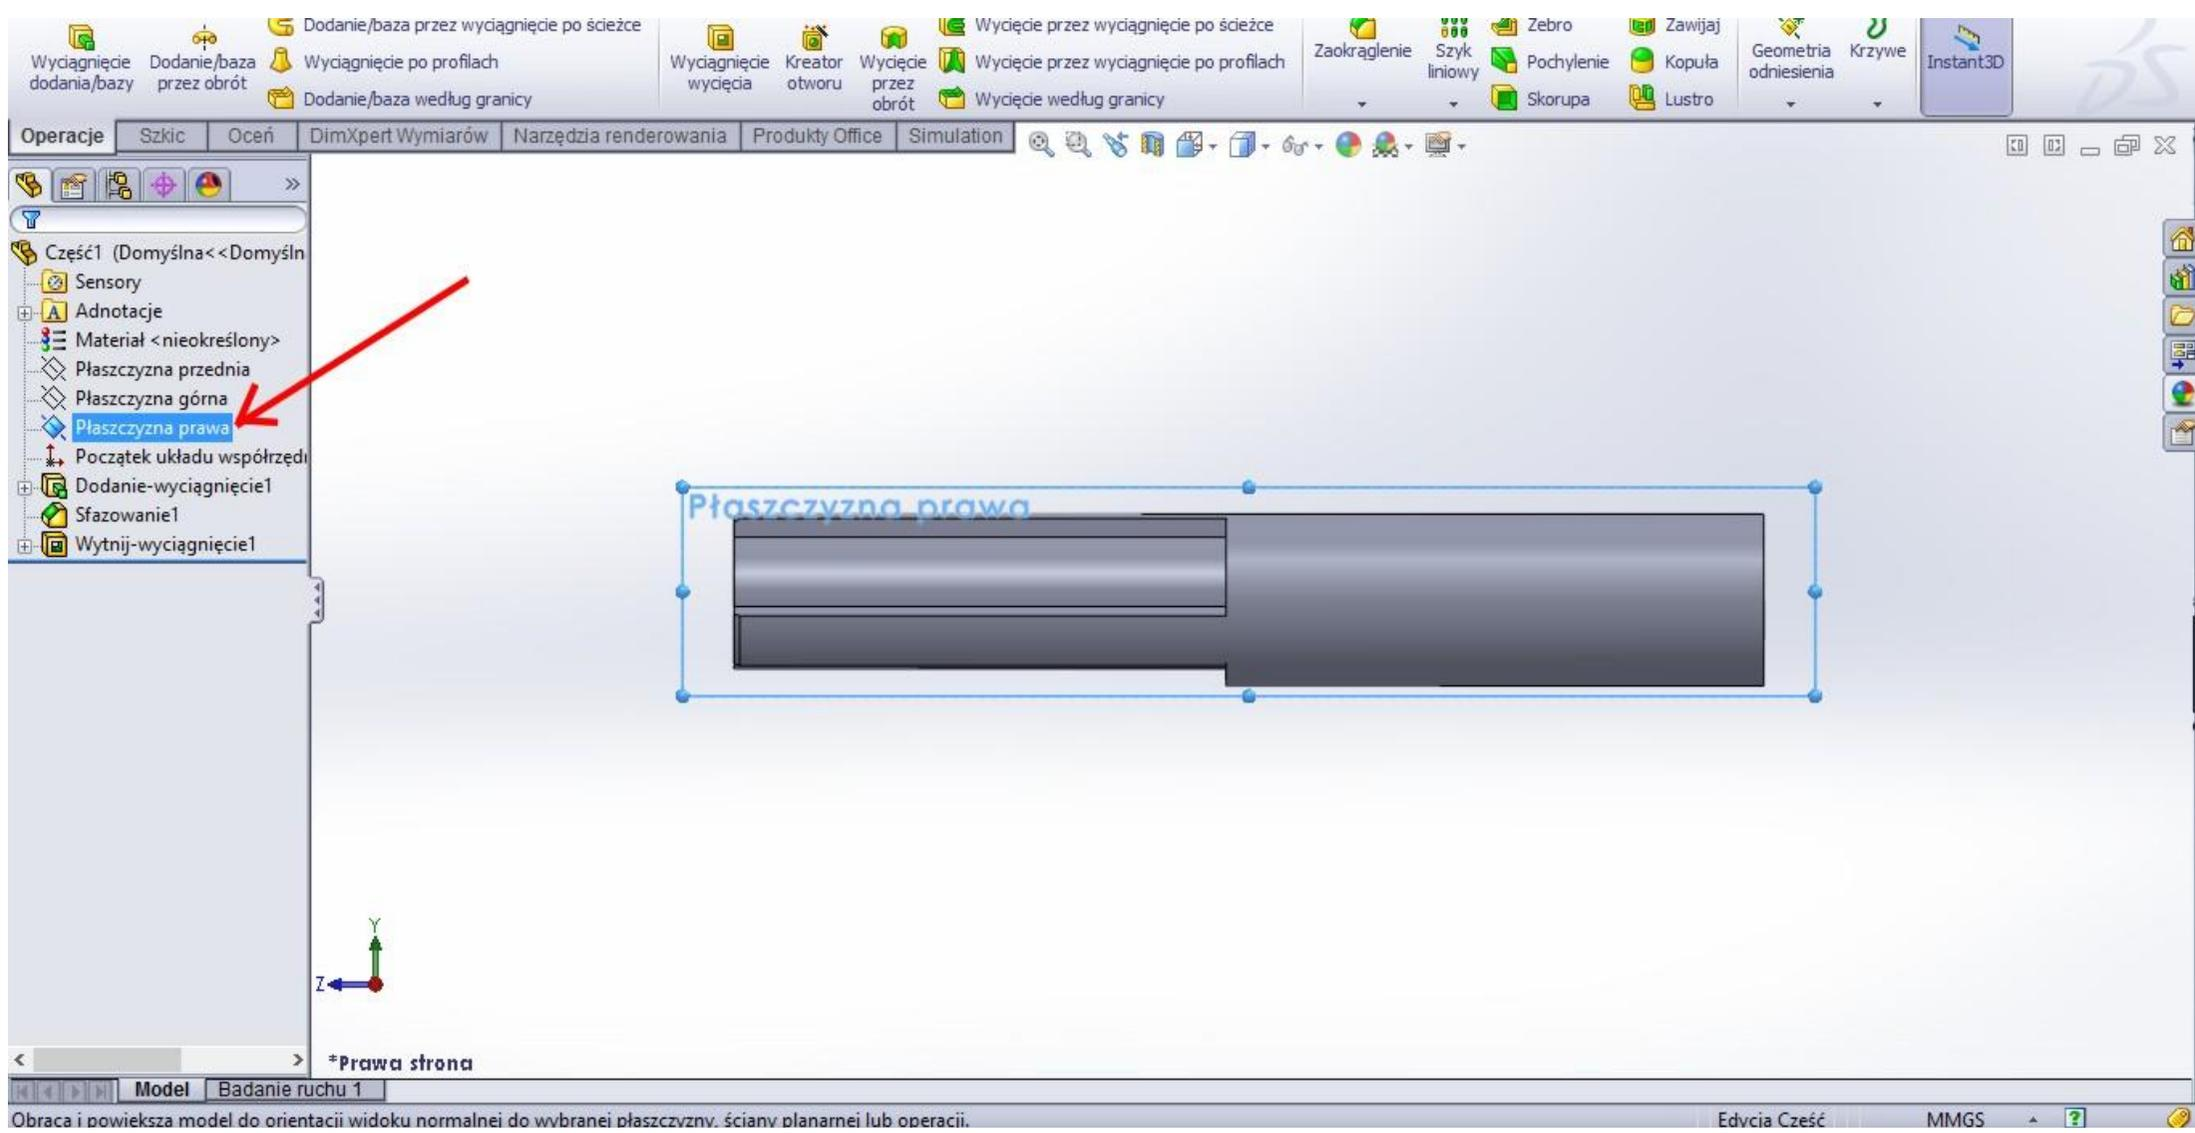 Dodanie/baza przez wyciągnięcie po ścieżce
Wycięcie przez wyciągnięcie po ścieżce
Żebro
Zawijaj
Wyciągnięcie dodania/bazy
Dodanie/baza przez obrót
Wyciągnięcie po profilach
Wyciągnięcie wycięcia
Kreator otworu
Wycięcie przez obrót
Wycięcie przez wyciągnięcie po profilach
Zaokrąglenie
Szyk liniowy
Pochylenie
Kopuła
Geometria odniesienia
Krzywe
Instant3D
Dodanie/baza według granicy
Wycięcie według granicy
Skorupa
Lustro
Operacje Szkic Oceń DimXpert Wymiarów Narzędzia renderowania Produkty Office Simulation
Część1 (Domyślna<<Domyśln
Sensory
Adnotacje
Materiał <nieokreślony>
Płaszczyzna przednia
Płaszczyzna górna
Płaszczyzna prawa
Początek układu współrzęd
Dodanie-wyciągnięcie1
Sfazowanie1
Wytnij-wyciągnięcie1
Płaszczyzna prawa
Y
Z
*Prawa strona
Model Badanie ruchu 1
Obraca i powiększa model do orientacji widoku normalnej do wybranej płaszczyzny, ściany planarnej lub operacji.
Edycja Część MMGS